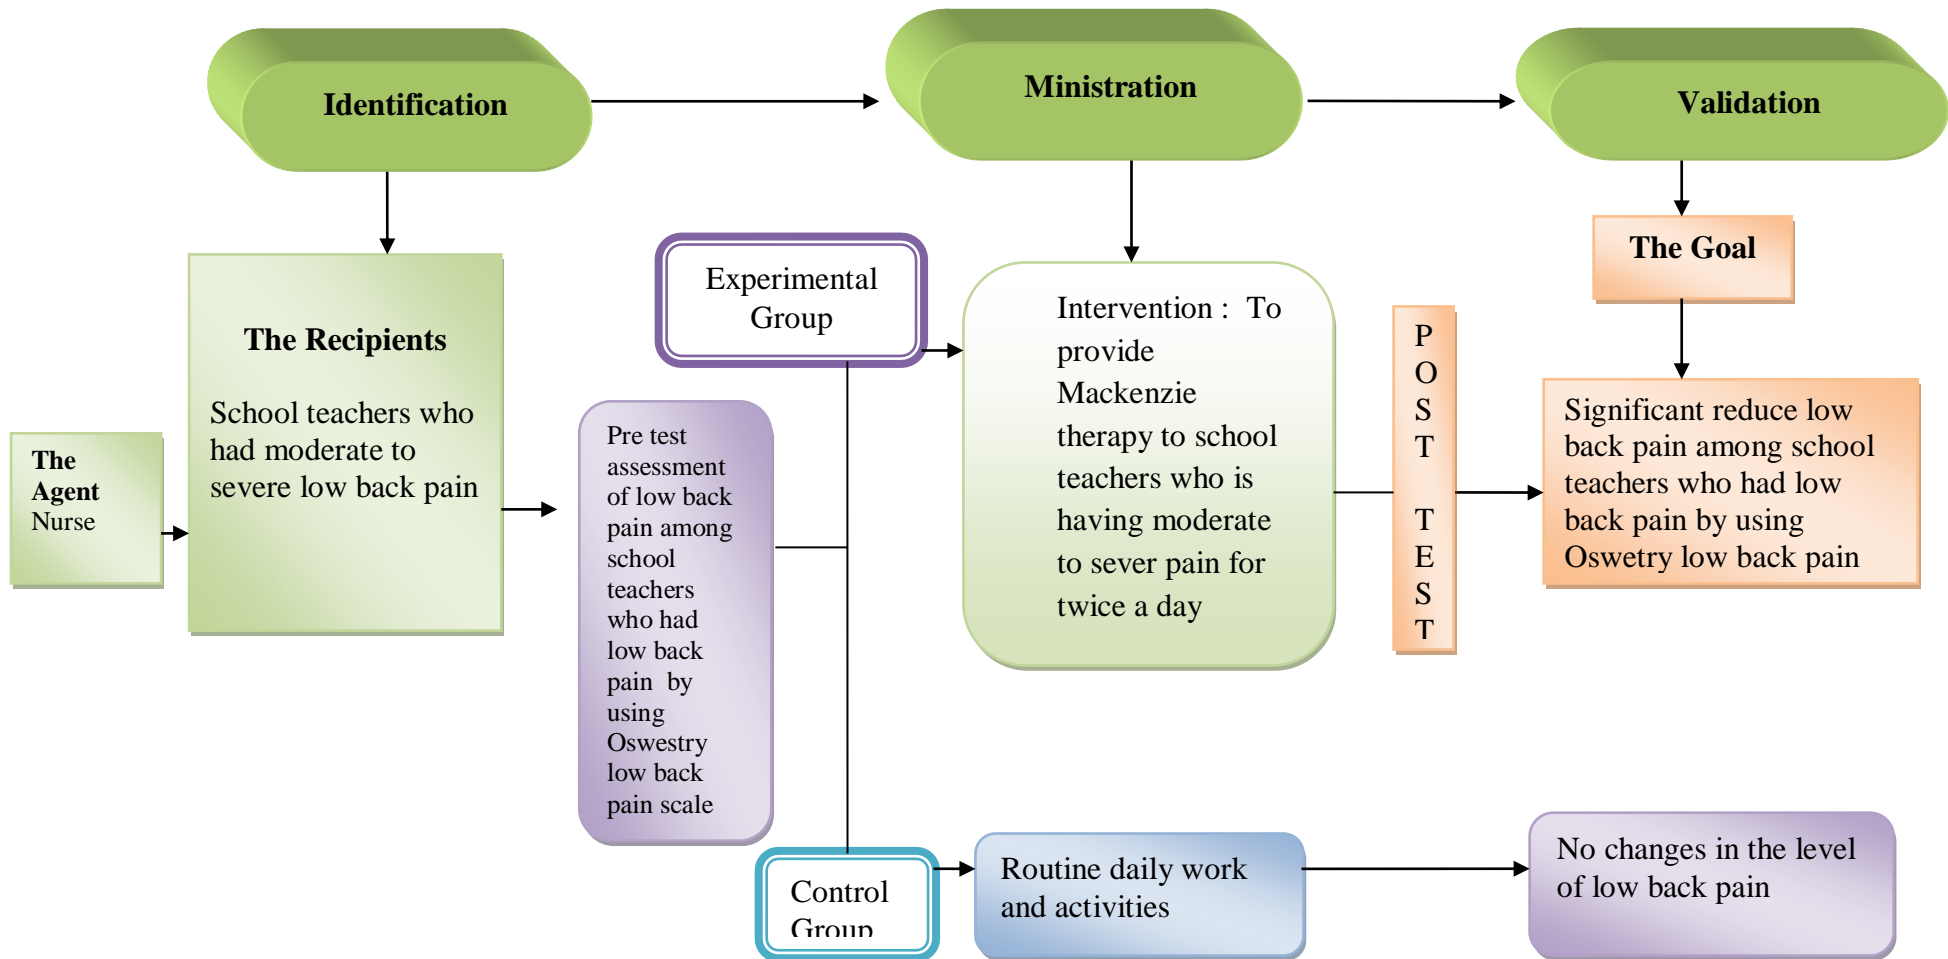 Identification
Ministration
Validation
The Agent
Nurse
The Recipients
School teachers who
had moderate to
severe low back pain
Pre test
assessment
of low back
pain among
school
teachers
who had
low back
pain by
using
Oswestry
low back
pain scale
Experimental
Group
Control
Group
Intervention : To
provide
Mackenzie
therapy to school
teachers who is
having moderate
to sever pain for
twice a day
Routine daily work
and activities
P
O
S
T
T
E
S
T
The Goal
Significant reduce low
back pain among school
teachers who had low
back pain by using
Oswetry low back pain
No changes in the level
of low back pain